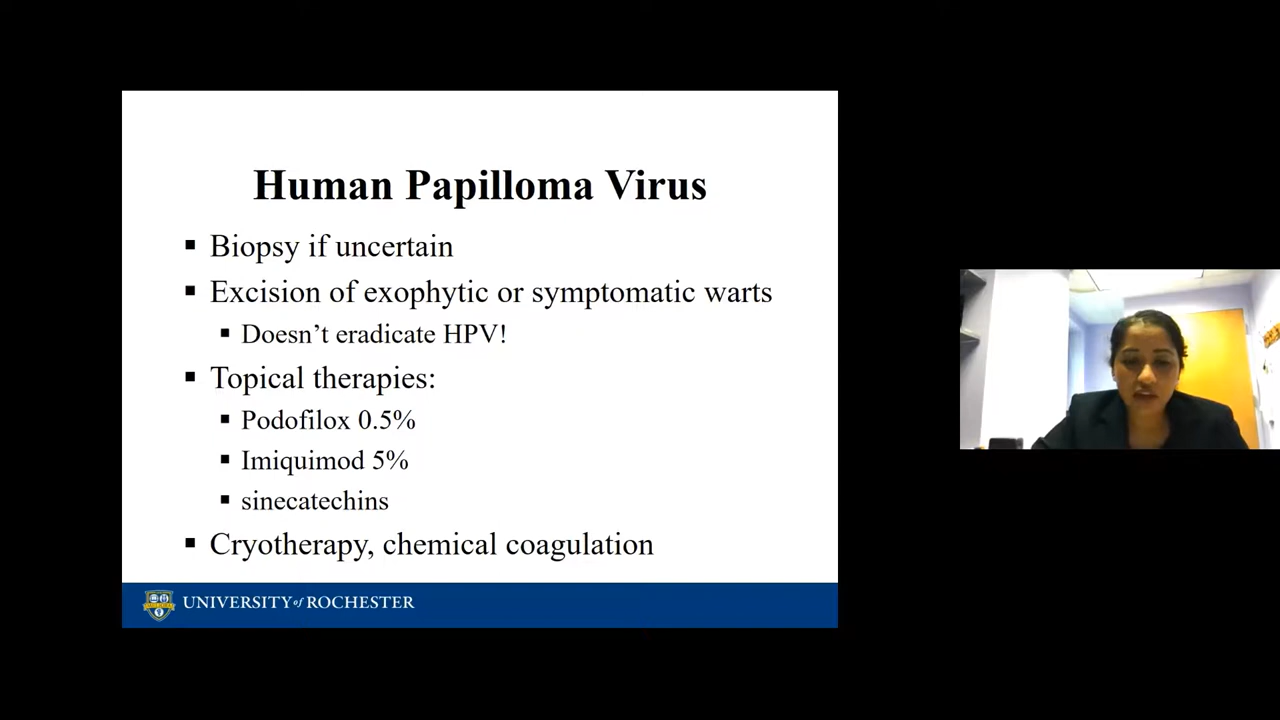 Human Papilloma Virus
▪ Biopsy if uncertain
▪ Excision of exophytic or symptomatic warts
▪ Doesn’t eradicate HPV!
▪ Topical therapies:
▪ Podofilox 0.5%
▪ Imiquimod 5%
▪ sinecatechins
▪ Cryotherapy, chemical coagulation
UNIVERSITY of ROCHESTER